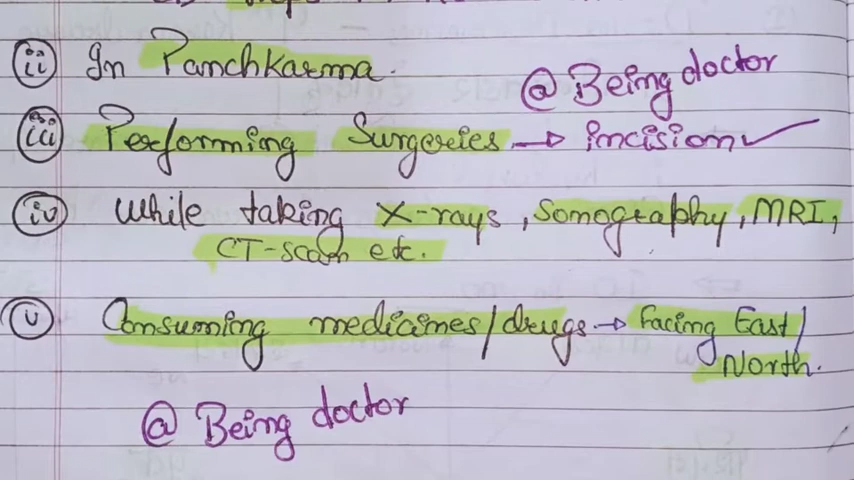 ii In Panchkarma.
@ Being doctor
iii Performing Surgeries → incision
iv While taking X-rays, Sonography, MRI,
CT-scan etc.
v Consuming medicines/drugs → Facing East/
North.
@ Being doctor